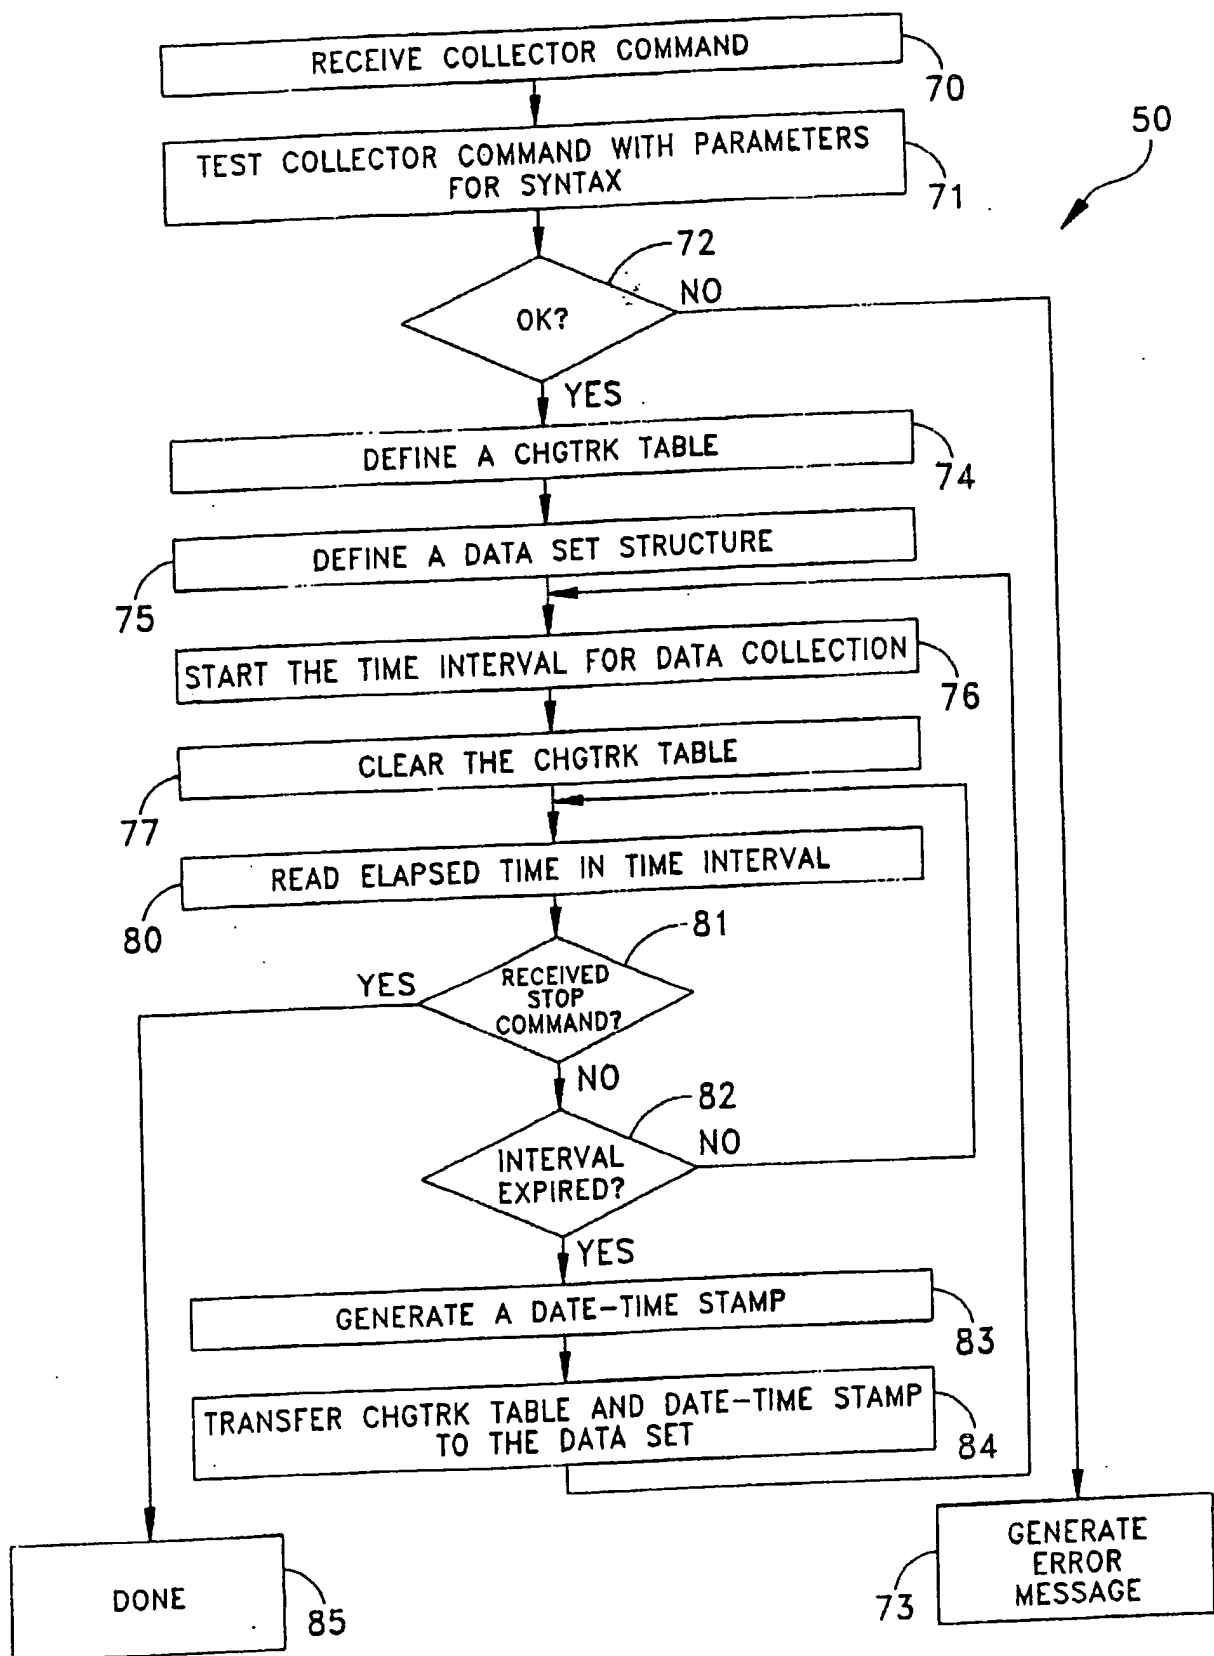 RECEIVE COLLECTOR COMMAND
70
50
TEST COLLECTOR COMMAND WITH PARAMETERS
FOR SYNTAX
71
72
OK?
NO
YES
DEFINE A CHGTRK TABLE
74
DEFINE A DATA SET STRUCTURE
75
START THE TIME INTERVAL FOR DATA COLLECTION
76
CLEAR THE CHGTRK TABLE
77
READ ELAPSED TIME IN TIME INTERVAL
80
81
YES
RECEIVED
STOP
COMMAND?
NO
82
NO
INTERVAL
EXPIRED?
YES
GENERATE A DATE-TIME STAMP
83
TRANSFER CHGTRK TABLE AND DATE-TIME STAMP
TO THE DATA SET
84
DONE
85
GENERATE
ERROR
MESSAGE
73